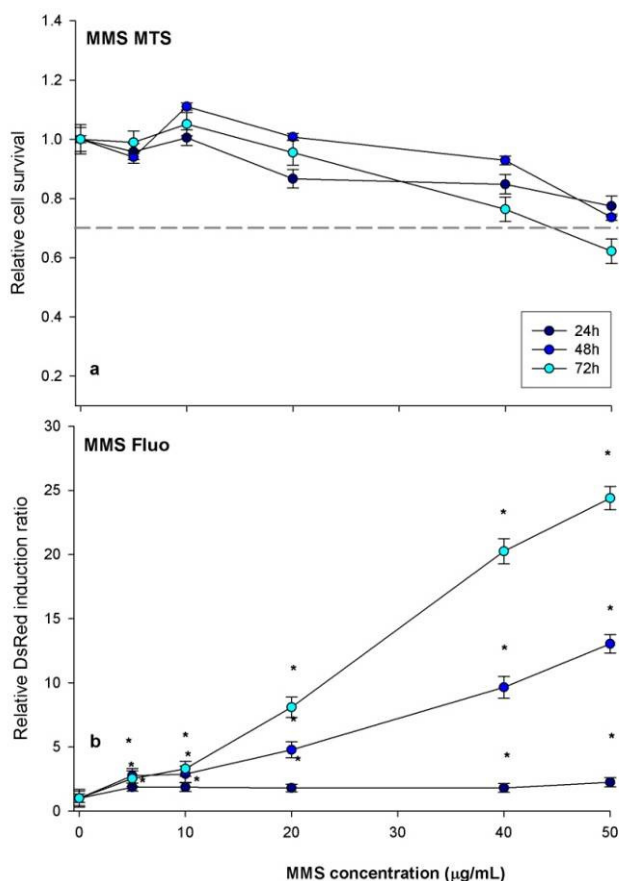 MMS MTS
Relative cell survival
1.4
1.2
1.0
0.8
0.6
0.4
0.2
a
24h
48h
72h
MMS Fluo
Relative DsRed induction ratio
30
25
20
15
10
5
0
b
* * *
* * *
* * *
* * *
* * *
0 10 20 30 40 50
MMS concentration (µg/mL)